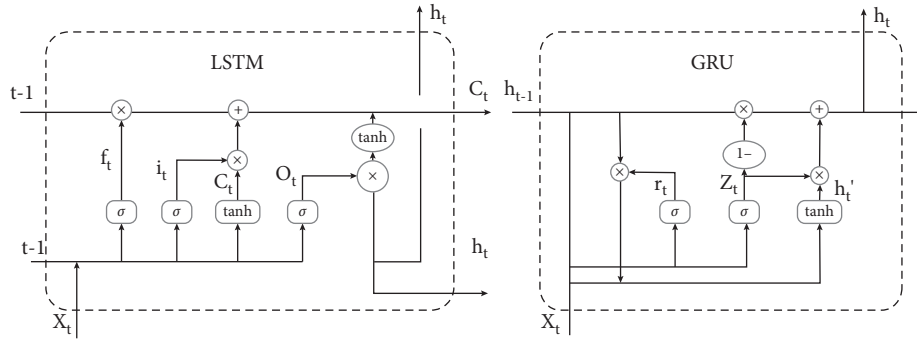 h_t
LSTM
t-1
C_t
×
+
tanh
f_t
i_t
×
C_t
O_t
×
σ
σ
tanh
σ
t-1
h_t
X_t
h_t
GRU
h_{t-1}
×
+
1–
×
r_t
Z_t
×
h_t'
σ
σ
tanh
X_t